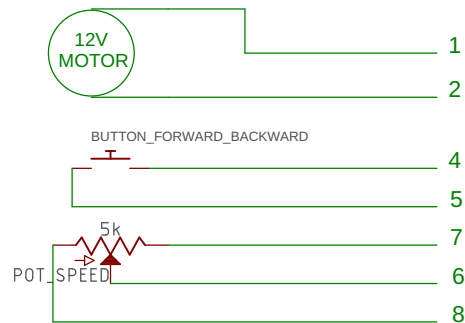 12V
MOTOR
1
2
BUTTON_FORWARD_BACKWARD
4
5
5k
7
POT_SPEED
6
8